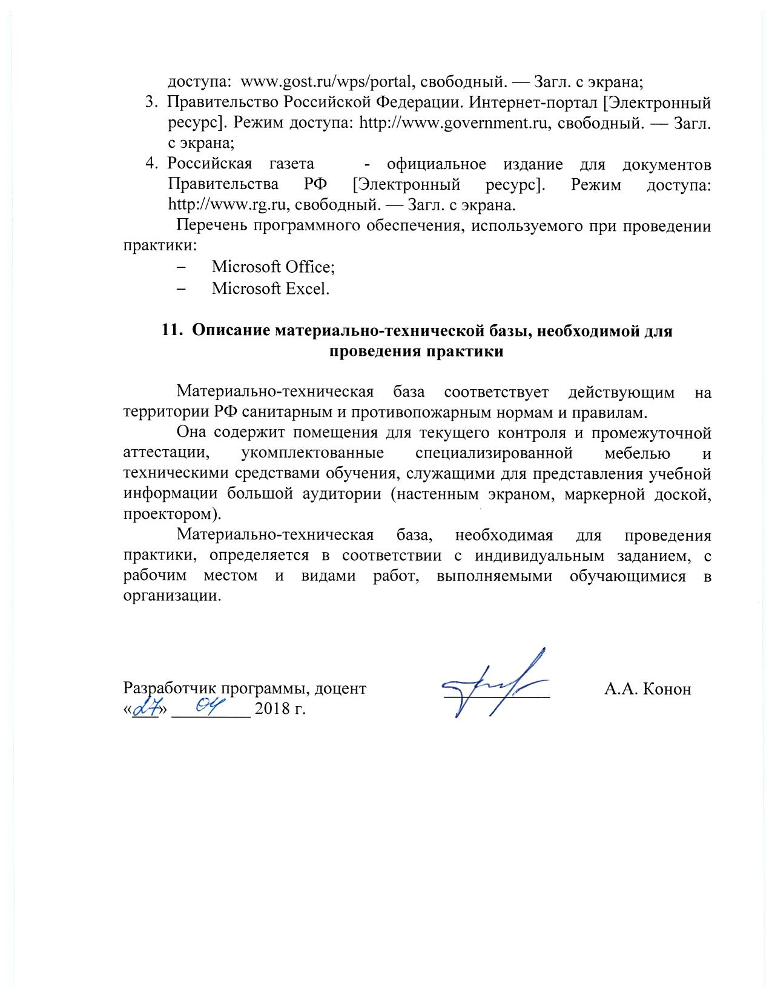 доступа:  www.gost.ru/wps/portal, свободный. — Загл. с экрана;
3. Правительство Российской Федерации. Интернет-портал [Электронный
ресурс]. Режим доступа: http://www.government.ru, свободный. — Загл.
с экрана;
4. Российская газета - официальное издание для документов
Правительства РФ [Электронный ресурс]. Режим доступа:
http://www.rg.ru, свободный. — Загл. с экрана.
Перечень программного обеспечения, используемого при проведении
практики:
– Microsoft Office;
– Microsoft Excel.
11. Описание материально-технической базы, необходимой для
проведения практики
Материально-техническая база соответствует действующим на
территории РФ санитарным и противопожарным нормам и правилам.
Она содержит помещения для текущего контроля и промежуточной
аттестации, укомплектованные специализированной мебелью и
техническими средствами обучения, служащими для представления учебной
информации большой аудитории (настенным экраном, маркерной доской,
проектором).
Материально-техническая база, необходимая для проведения
практики, определяется в соответствии с индивидуальным заданием, с
рабочим местом и видами работ, выполняемыми обучающимися в
организации.
Разработчик программы, доцент А.А. Конон
«27» 04 2018 г.